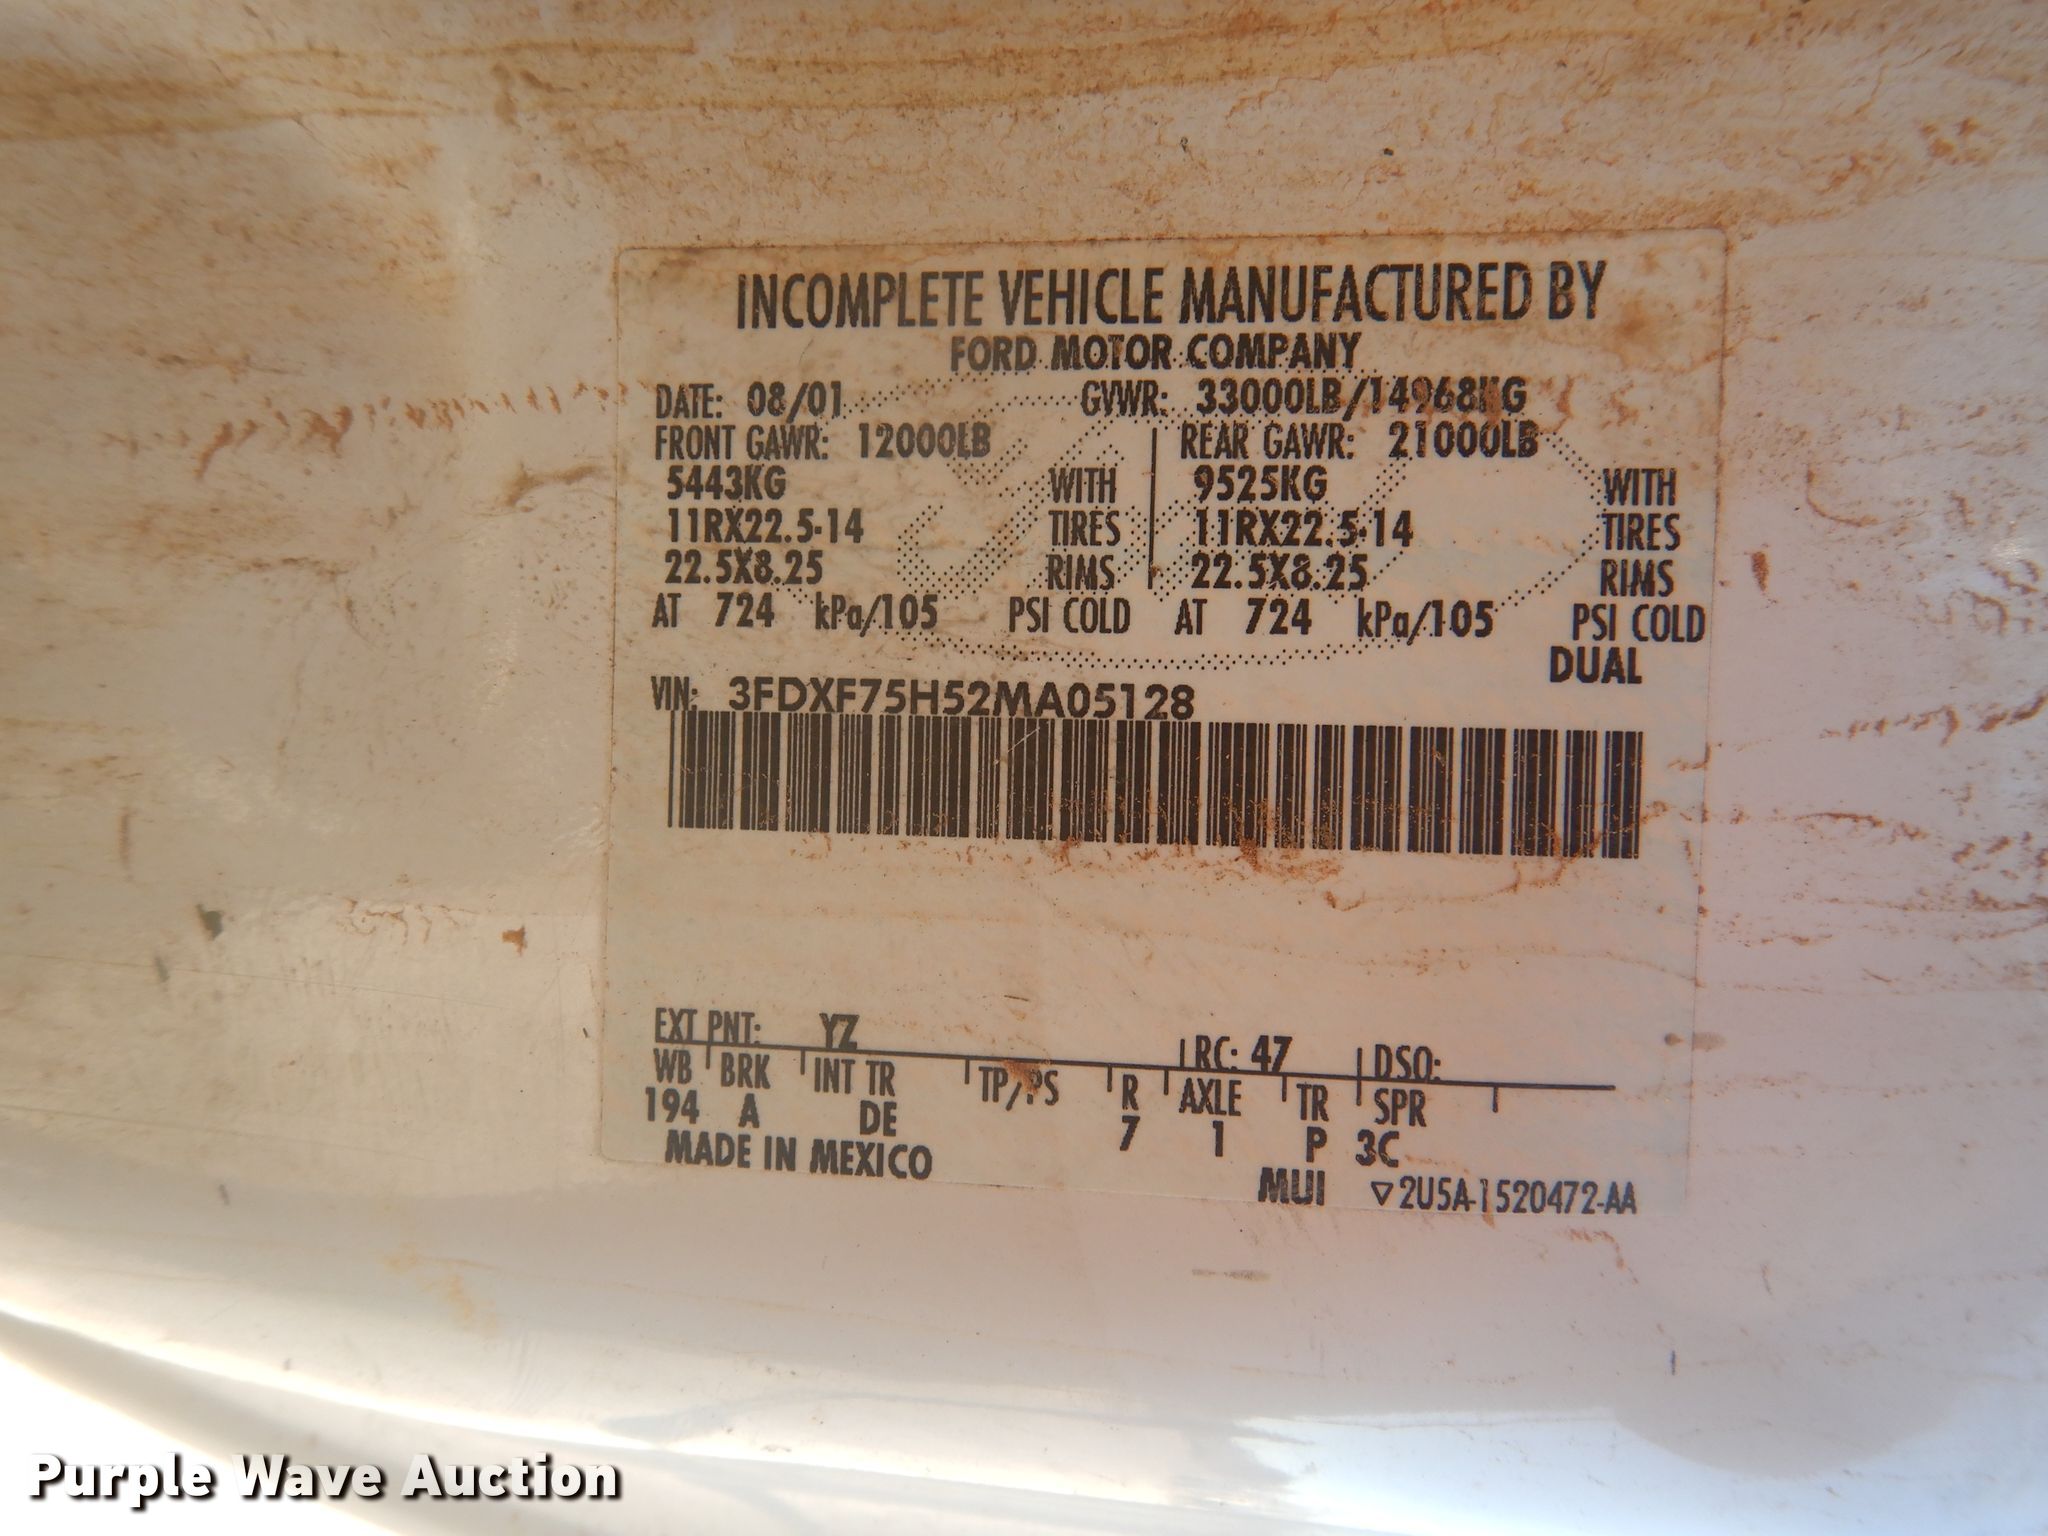 INCOMPLETE VEHICLE MANUFACTURED BY
FORD MOTOR COMPANY
DATE: 08/01 GVWR: 33000LB/14968KG
FRONT GAWR: 12000LB REAR GAWR: 21000LB
5443KG WITH 9525KG WITH
11RX22.5-14 TIRES 11RX22.5-14 TIRES
22.5X8.25 RIMS 22.5X8.25 RIMS
AT 724 kPa/105 PSI COLD AT 724 kPa/105 PSI COLD
DUAL
VIN: 3FDXF75H52MA05128
EXT PNT: YZ RC: 47 DSO:
WB BRK INT TR TP/PS R AXLE TR SPR
194 A DE 7 1 P 3C
MADE IN MEXICO
MUI ▽2U5A-1520472-AA
Purple Wave Auction